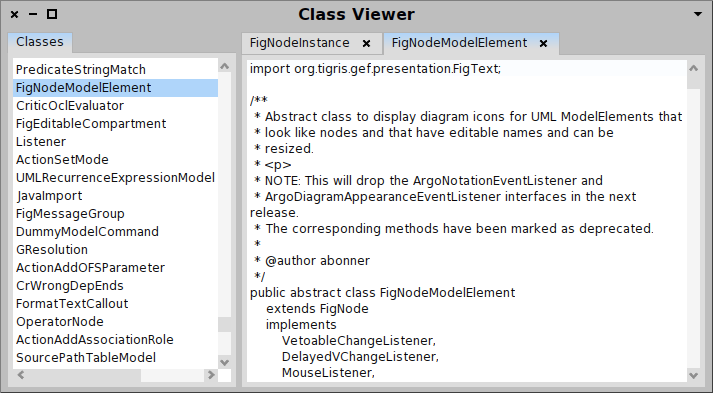 Class Viewer
Classes
PredicateStringMatch
FigNodeModelElement
CriticOclEvaluator
FigEditableCompartment
Listener
ActionSetMode
UMLRecurrenceExpressionModel
JavaImport
FigMessageGroup
DummyModelCommand
GResolution
ActionAddOFSParameter
CrWrongDepEnds
FormatTextCallout
OperatorNode
ActionAddAssociationRole
SourcePathTableModel
FigNodeInstance
FigNodeModelElement
import org.tigris.gef.presentation.FigText;
/**
* Abstract class to display diagram icons for UML ModelElements that
* look like nodes and that have editable names and can be
* resized.
* <p>
* NOTE: This will drop the ArgoNotationEventListener and
* ArgoDiagramAppearanceEventListener interfaces in the next
release.
* The corresponding methods have been marked as deprecated.
*
* @author abonner
*/
public abstract class FigNodeModelElement
extends FigNode
implements
VetoableChangeListener,
DelayedVChangeListener,
MouseListener,